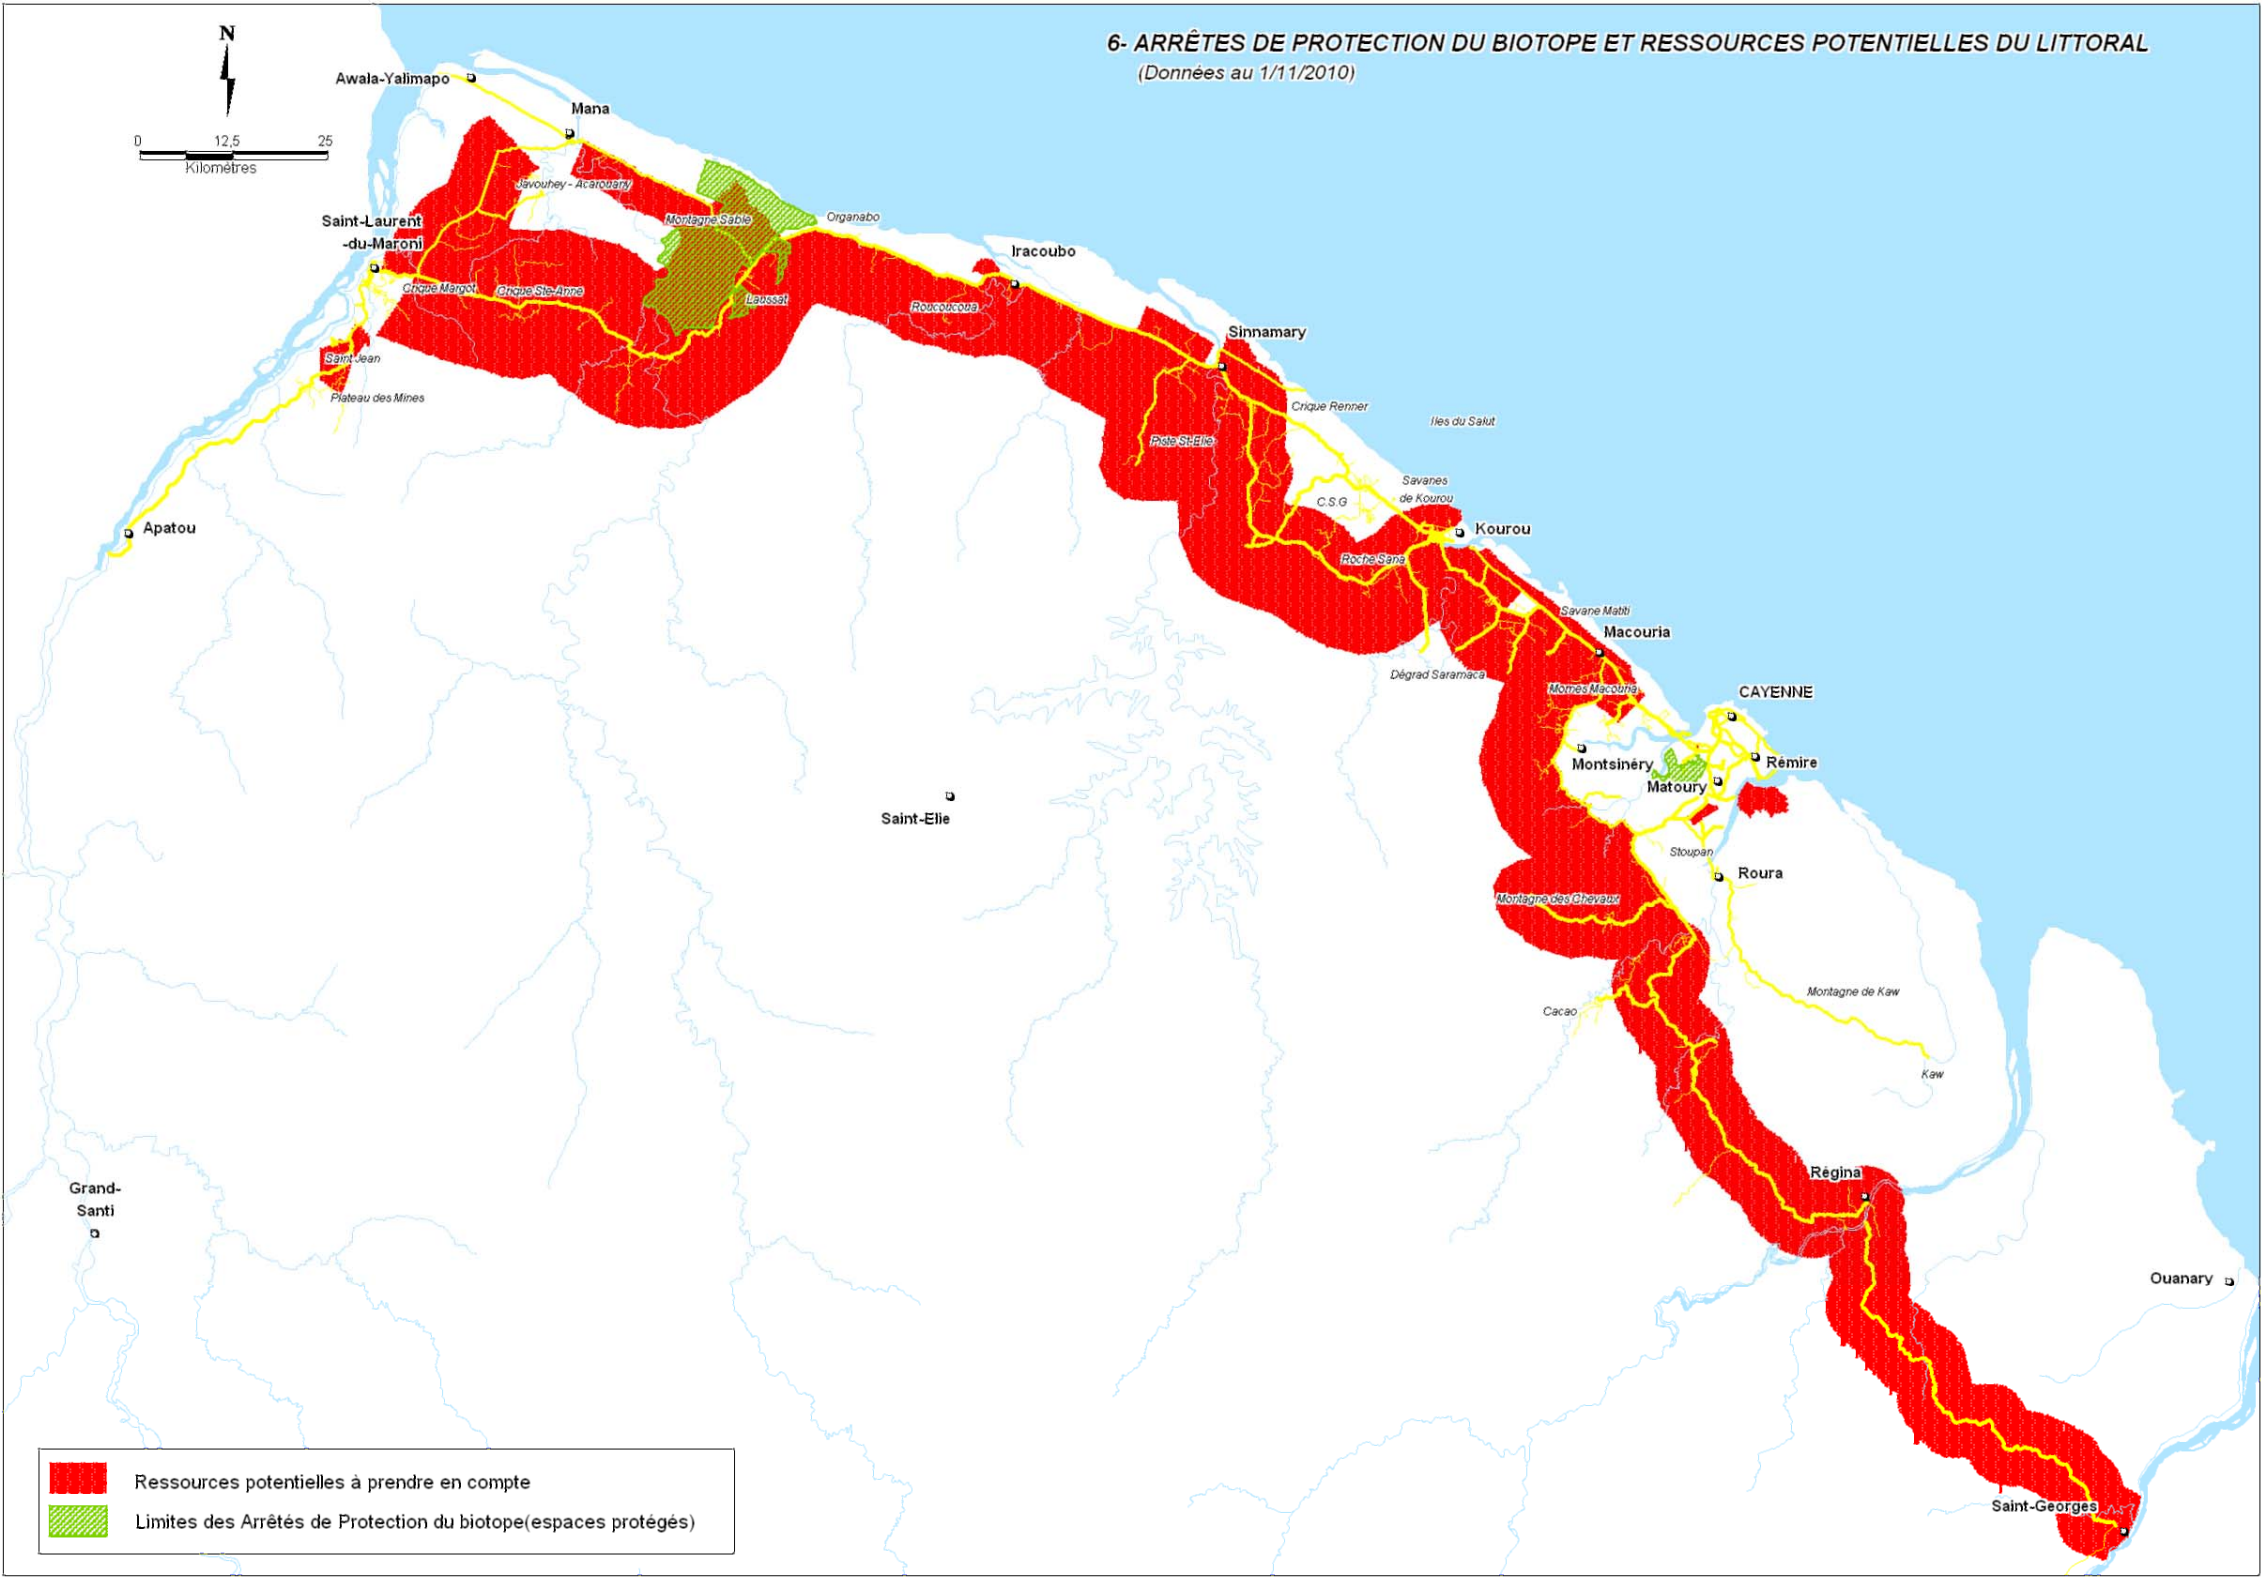 6- ARRÊTES DE PROTECTION DU BIOTOPE ET RESSOURCES POTENTIELLES DU LITTORAL
(Données au 1/11/2010)
N
0 12,5 25
Kilomètres
Awala-Yalimapo
Mana
Javouhey - Acarouany
Saint-Laurent
-du-Maroni
Montagne Sable
Organabo
Iracoubo
Crique Margot
Crique Ste-Anne
Laussat
Roucoucoua
Saint Jean
Plateau des Mines
Sinnamary
Crique Renner
Iles du Salut
Piste St-Elie
Savanes
de Kourou
C.S.G
Apatou
Kourou
Roche Sana
Savane Matiti
Macouria
Dégrad Saramaca
Mornes Macouria
CAYENNE
Montsinéry
Rémire
Matoury
Saint-Elie
Stoupan
Roura
Montagne des Chevaux
Montagne de Kaw
Cacao
Kaw
Régina
Grand-
Santi
Ouanary
Saint-Georges
Ressources potentielles à prendre en compte
Limites des Arrêtés de Protection du biotope(espaces protégés)